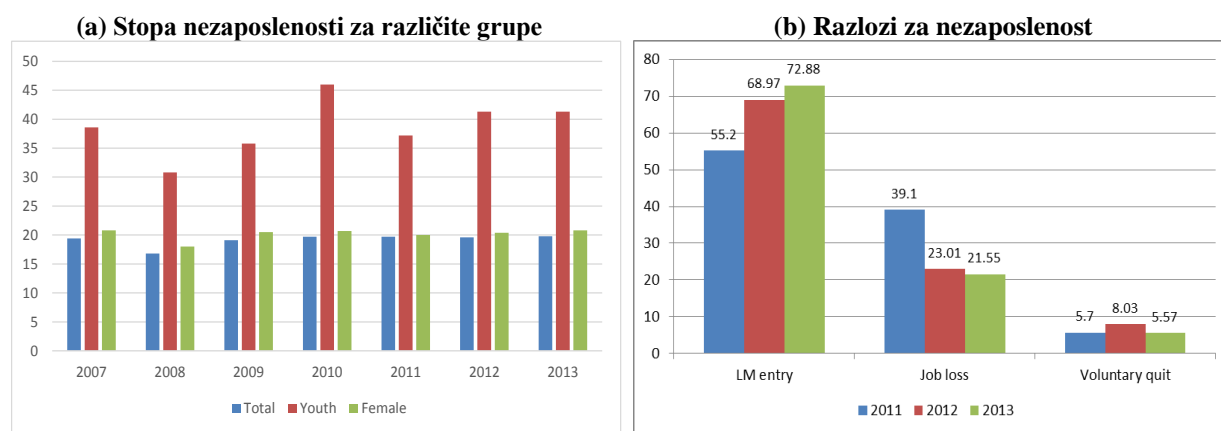 (a) Stopa nezaposlenosti za različite grupe
50
45
40
35
30
25
20
15
10
5
0
2007 2008 2009 2010 2011 2012 2013
Total Youth Female
(b) Razlozi za nezaposlenost
80
70
60
50
40
30
20
10
0
55.2 68.97 72.88
39.1 23.01 21.55
5.7 8.03 5.57
LM entry Job loss Voluntary quit
2011 2012 2013